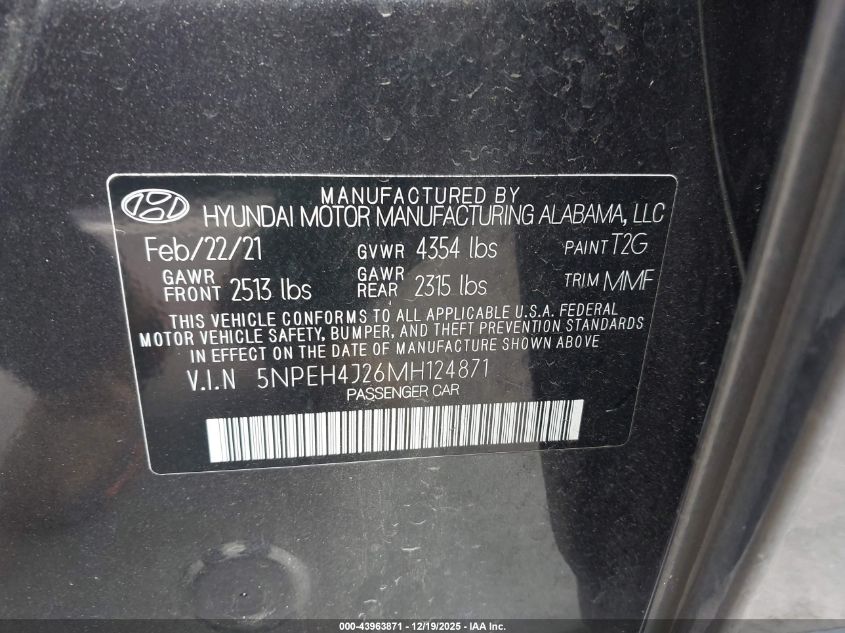 MANUFACTURED BY
HYUNDAI MOTOR MANUFACTURING ALABAMA, LLC
Feb/22/21 GVWR 4354 lbs PAINT T2G
GAWR FRONT 2513 lbs GAWR REAR 2315 lbs TRIM MMF
THIS VEHICLE CONFORMS TO ALL APPLICABLE U.S.A. FEDERAL
MOTOR VEHICLE SAFETY, BUMPER, AND THEFT PREVENTION STANDARDS
IN EFFECT ON THE DATE OF MANUFACTURE SHOWN ABOVE.
V.I.N 5NPEH4J26MH124871
PASSENGER CAR
000-43963871 - 12/19/2025 - IAA Inc.